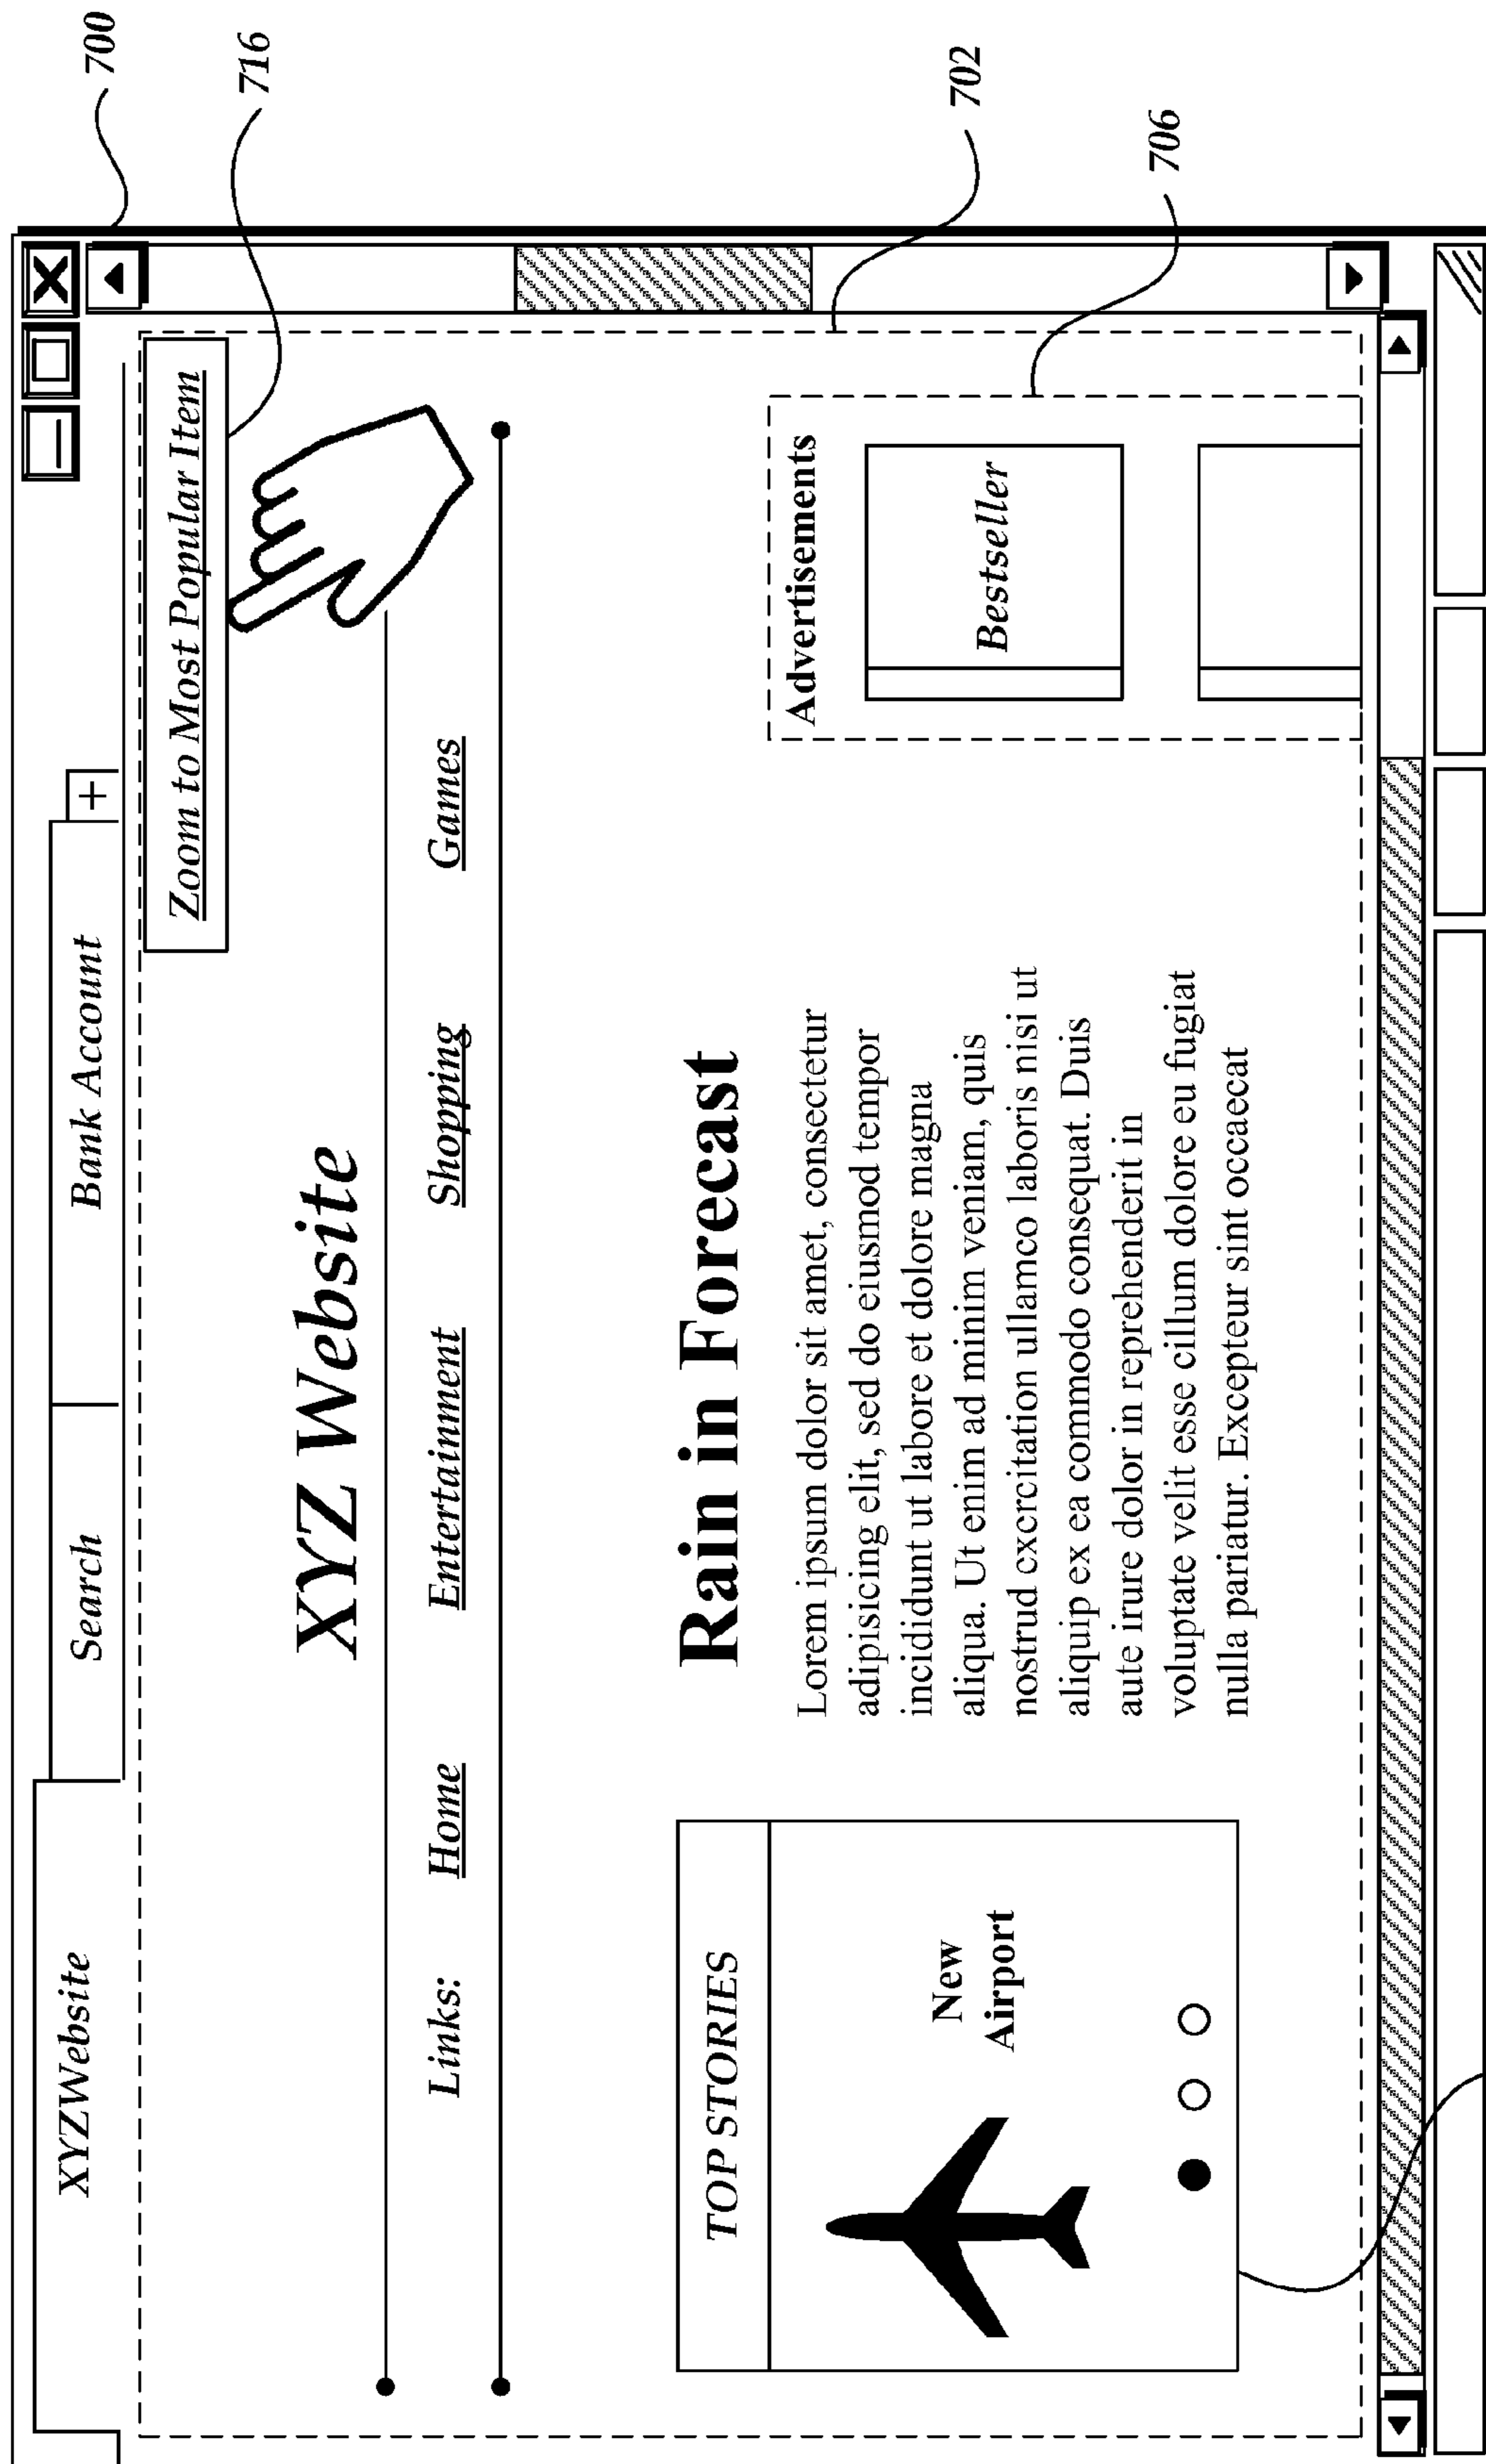 700
716
XYZWebsite
Search
Bank Account
+
Zoom to Most Popular Item
XYZ Website
Links:
Home
Entertainment
Shopping
Games
702
706
TOP STORIES
New
Airport
Rain in Forecast
Lorem ipsum dolor sit amet, consectetur
adipisicing elit, sed do eiusmod tempor
incididunt ut labore et dolore magna
aliqua. Ut enim ad minim veniam, quis
nostrud cxcrcitation ullamco laboris nisi ut
aliquip ex ea commodo consequat. Duis
aute irure dolor in reprehenderit in
voluptate velit esse cillum dolore eu fugiat
nulla pariatur. Excepteur sint occaecat
Advertisements
Bestseller